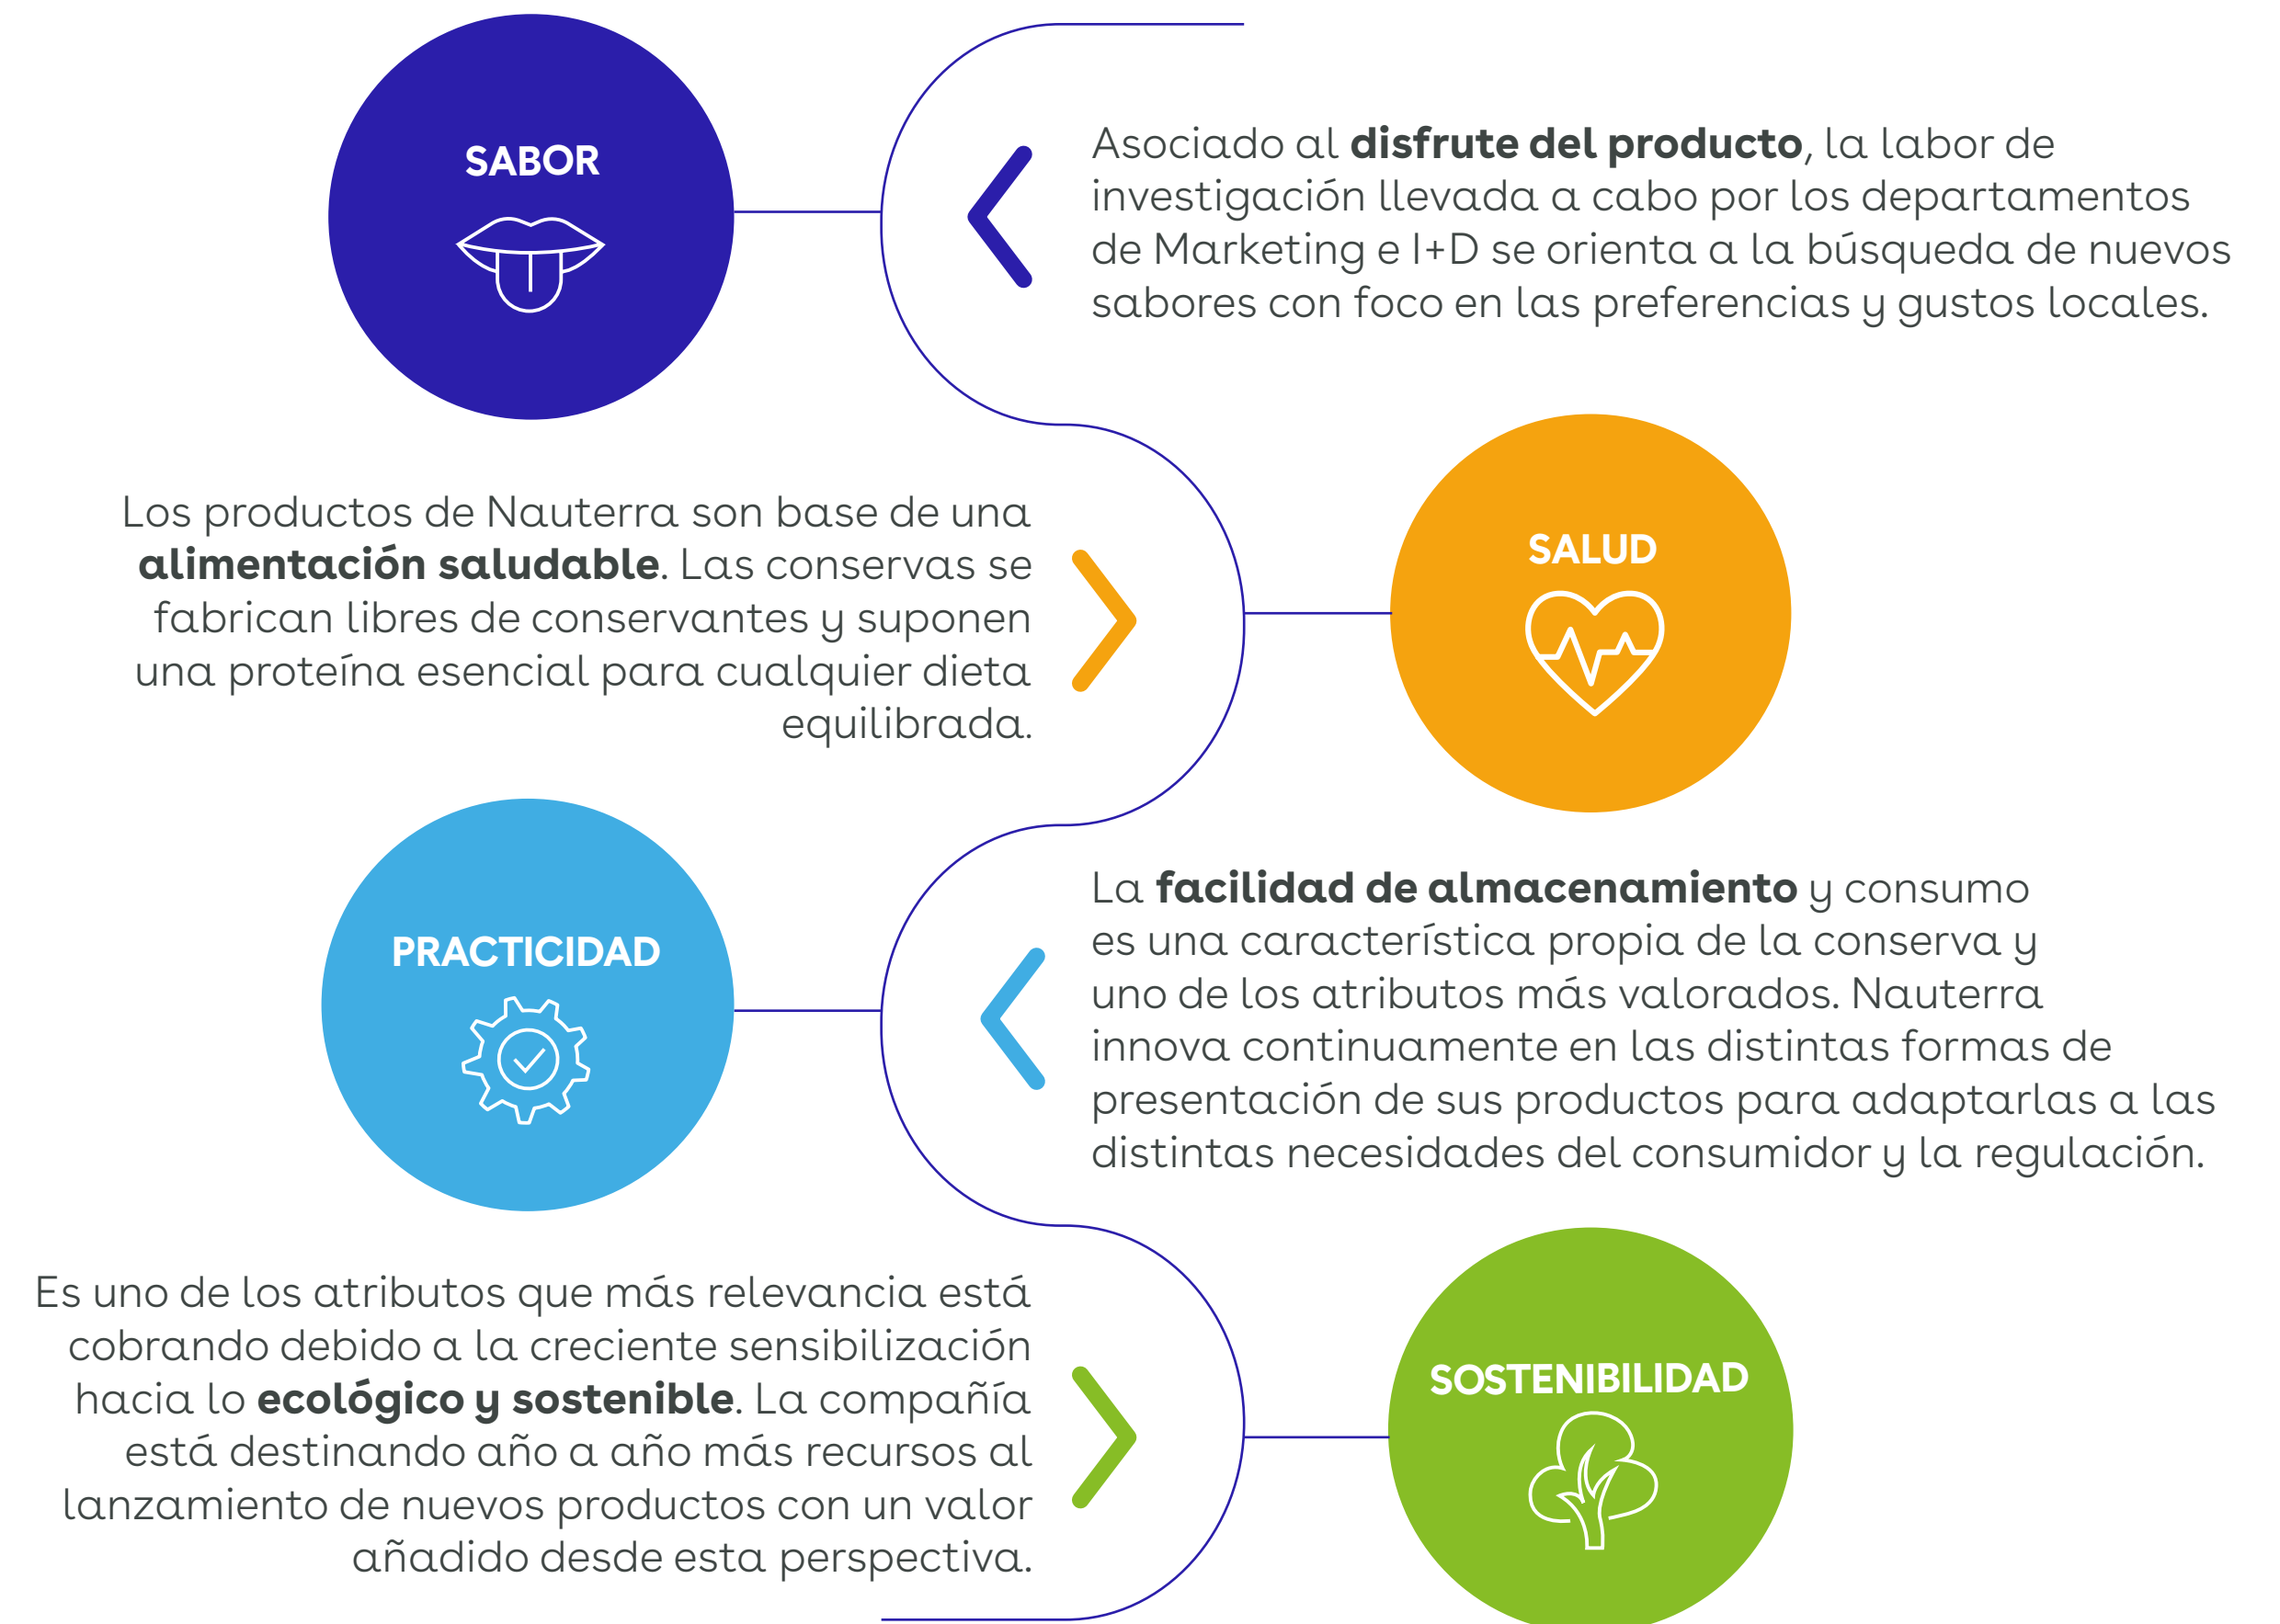 SABOR
Asociado al disfrute del producto, la labor de
investigación llevada a cabo por los departamentos
de Marketing e I+D se orienta a la búsqueda de nuevos
sabores con foco en las preferencias y gustos locales.
Los productos de Nauterra son base de una
alimentación saludable. Las conservas se
fabrican libres de conservantes y suponen
una proteína esencial para cualquier dieta
equilibrada.
SALUD
PRACTICIDAD
La facilidad de almacenamiento y consumo
es una característica propia de la conserva y
uno de los atributos más valorados. Nauterra
innova continuamente en las distintas formas de
presentación de sus productos para adaptarlas a las
distintas necesidades del consumidor y la regulación.
Es uno de los atributos que más relevancia está
cobrando debido a la creciente sensibilización
hacia lo ecológico y sostenible. La compañía
está destinando año a año más recursos al
lanzamiento de nuevos productos con un valor
añadido desde esta perspectiva.
SOSTENIBILIDAD